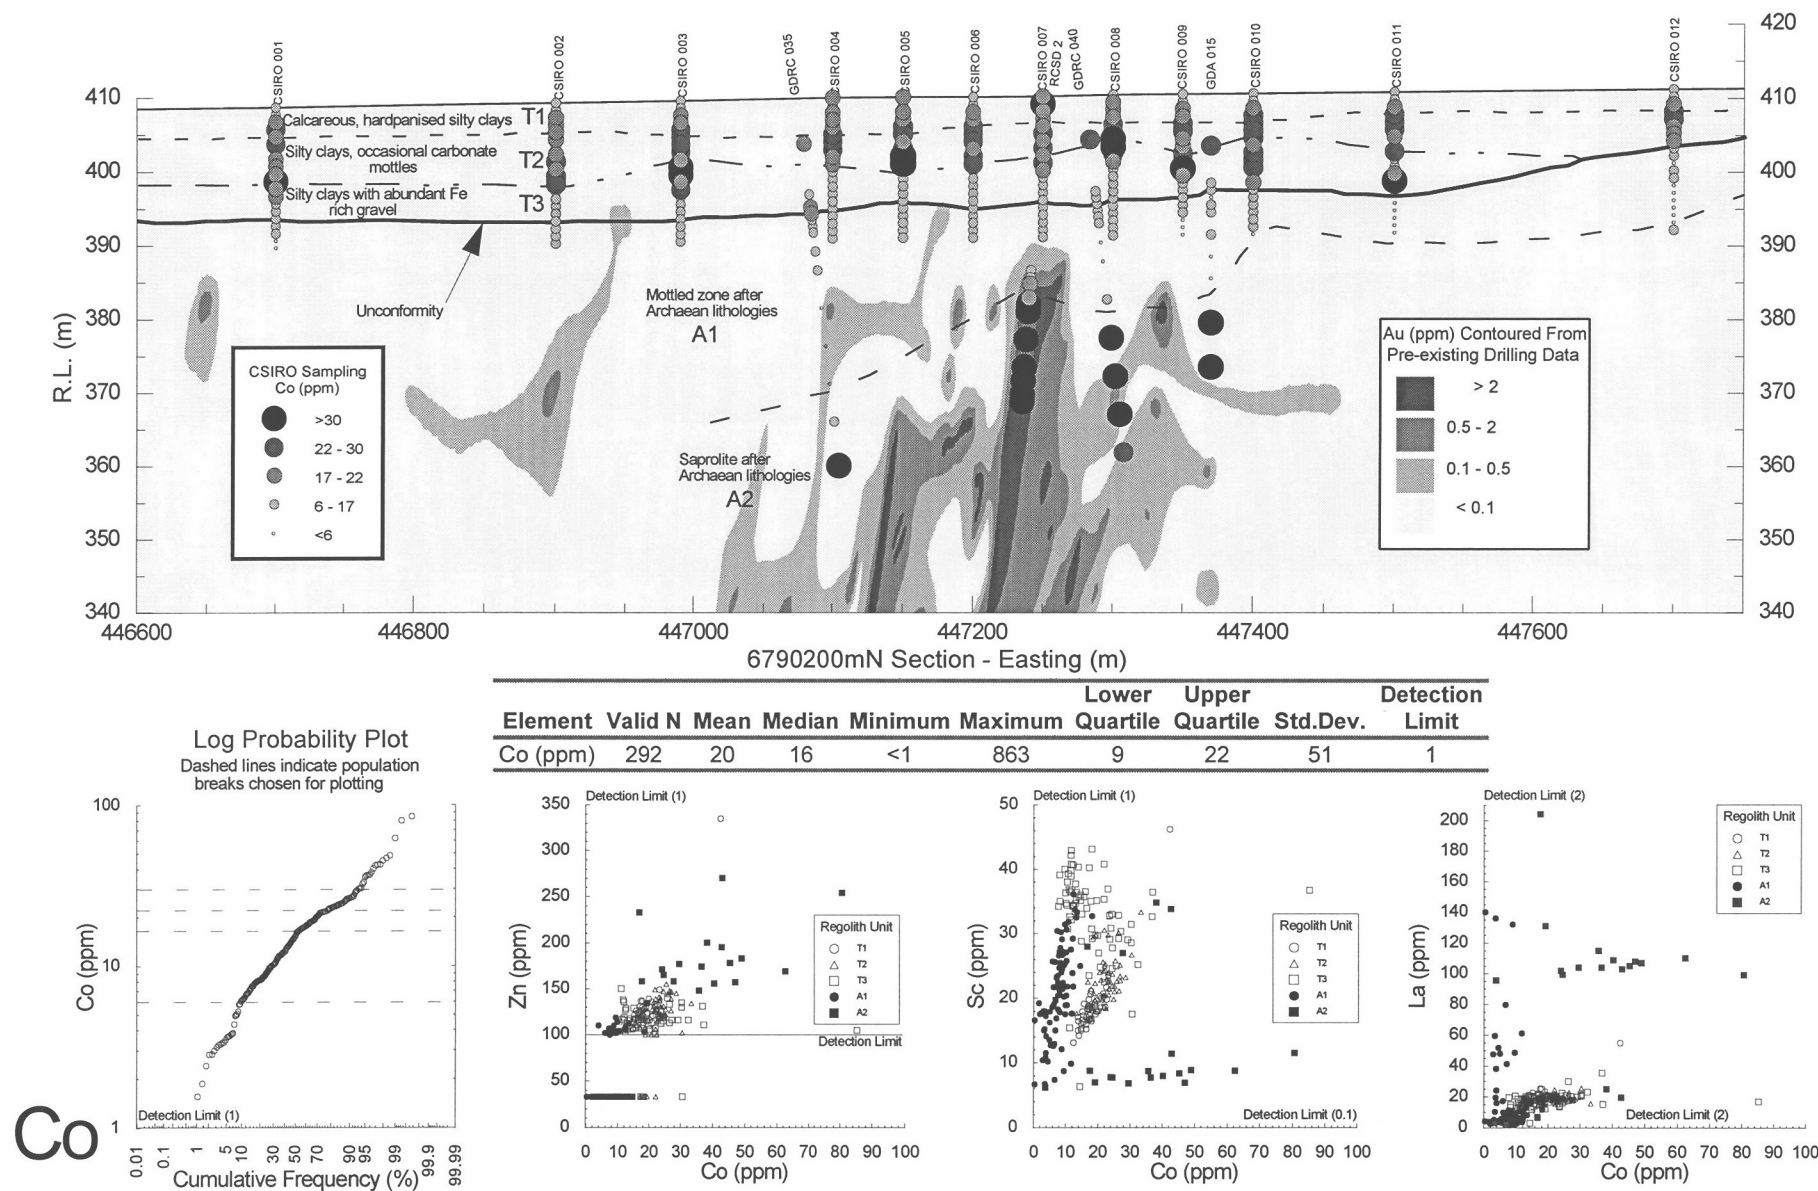 CSIRO 001
CSIRO 002
CSIRO 003
GDRC 035
CSIRO 004
CSIRO 005
CSIRO 006
CSIRO 007
RCSD 2
GDRC 040
CSIRO 008
CSIRO 009
GDA 015
CSIRO 010
CSIRO 011
CSIRO 012
420
410
400
390
380
370
360
350
340
R.L. (m)
410
400
390
380
370
360
350
340
Calcareous, hardpanised silty clays
T1
Silty clays, occasional carbonate
mottles
T2
Silty clays with abundant Fe
rich gravel
T3
Unconformity
Mottled zone after
Archaean lithologies
A1
Saprolite after
Archaean lithologies
A2
CSIRO Sampling
Co (ppm)
>30
22 - 30
17 - 22
6 - 17
<6
Au (ppm) Contoured From
Pre-existing Drilling Data
> 2
0.5 - 2
0.1 - 0.5
< 0.1
446600 446800 447000 447200 447400 447600
6790200mN Section - Easting (m)
Element Valid N Mean Median Minimum Maximum Lower Quartile Upper Quartile Std.Dev. Detection Limit
Co (ppm) 292 20 16 <1 863 9 22 51 1
Log Probability Plot
Dashed lines indicate population
breaks chosen for plotting
100
10
1
Co (ppm)
Detection Limit (1)
0.01 0.1 1 5 10 30 50 70 90 95 99 99.9 99.99
Cumulative Frequency (%)
Co
Detection Limit (1)
350
300
250
200
150
100
50
0
Zn (ppm)
Regolith Unit
T1
T2
T3
A1
A2
Detection Limit
0 10 20 30 40 50 60 70 80 90 100
Co (ppm)
Detection Limit (1)
50
40
30
20
10
0
Sc (ppm)
Regolith Unit
T1
T2
T3
A1
A2
Detection Limit (0.1)
0 10 20 30 40 50 60 70 80 90 100
Co (ppm)
Detection Limit (2)
200
180
160
140
120
100
80
60
40
20
0
La (ppm)
Regolith Unit
T1
T2
T3
A1
A2
Detection Limit (2)
0 10 20 30 40 50 60 70 80 90 100
Co (ppm)